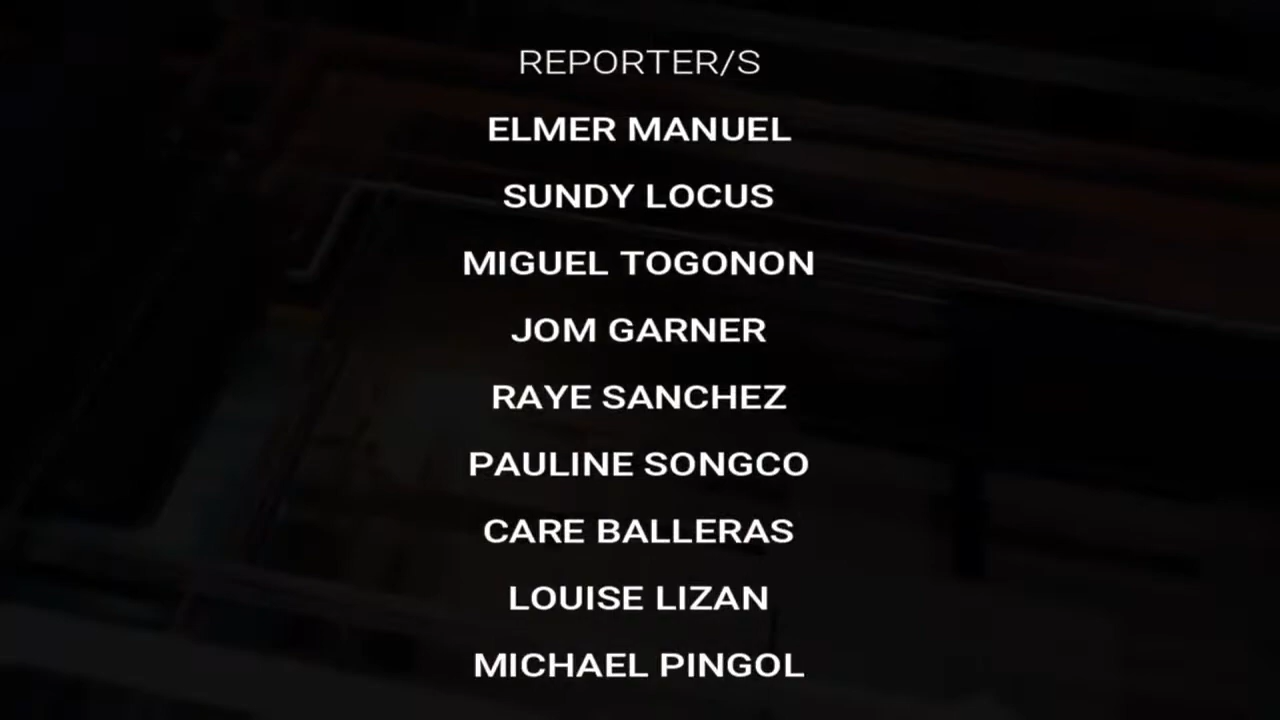 REPORTER/S
ELMER MANUEL
SUNDY LOCUS
MIGUEL TOGONON
JOM GARNER
RAYE SANCHEZ
PAULINE SONGCO
CARE BALLERAS
LOUISE LIZAN
MICHAEL PINGOL